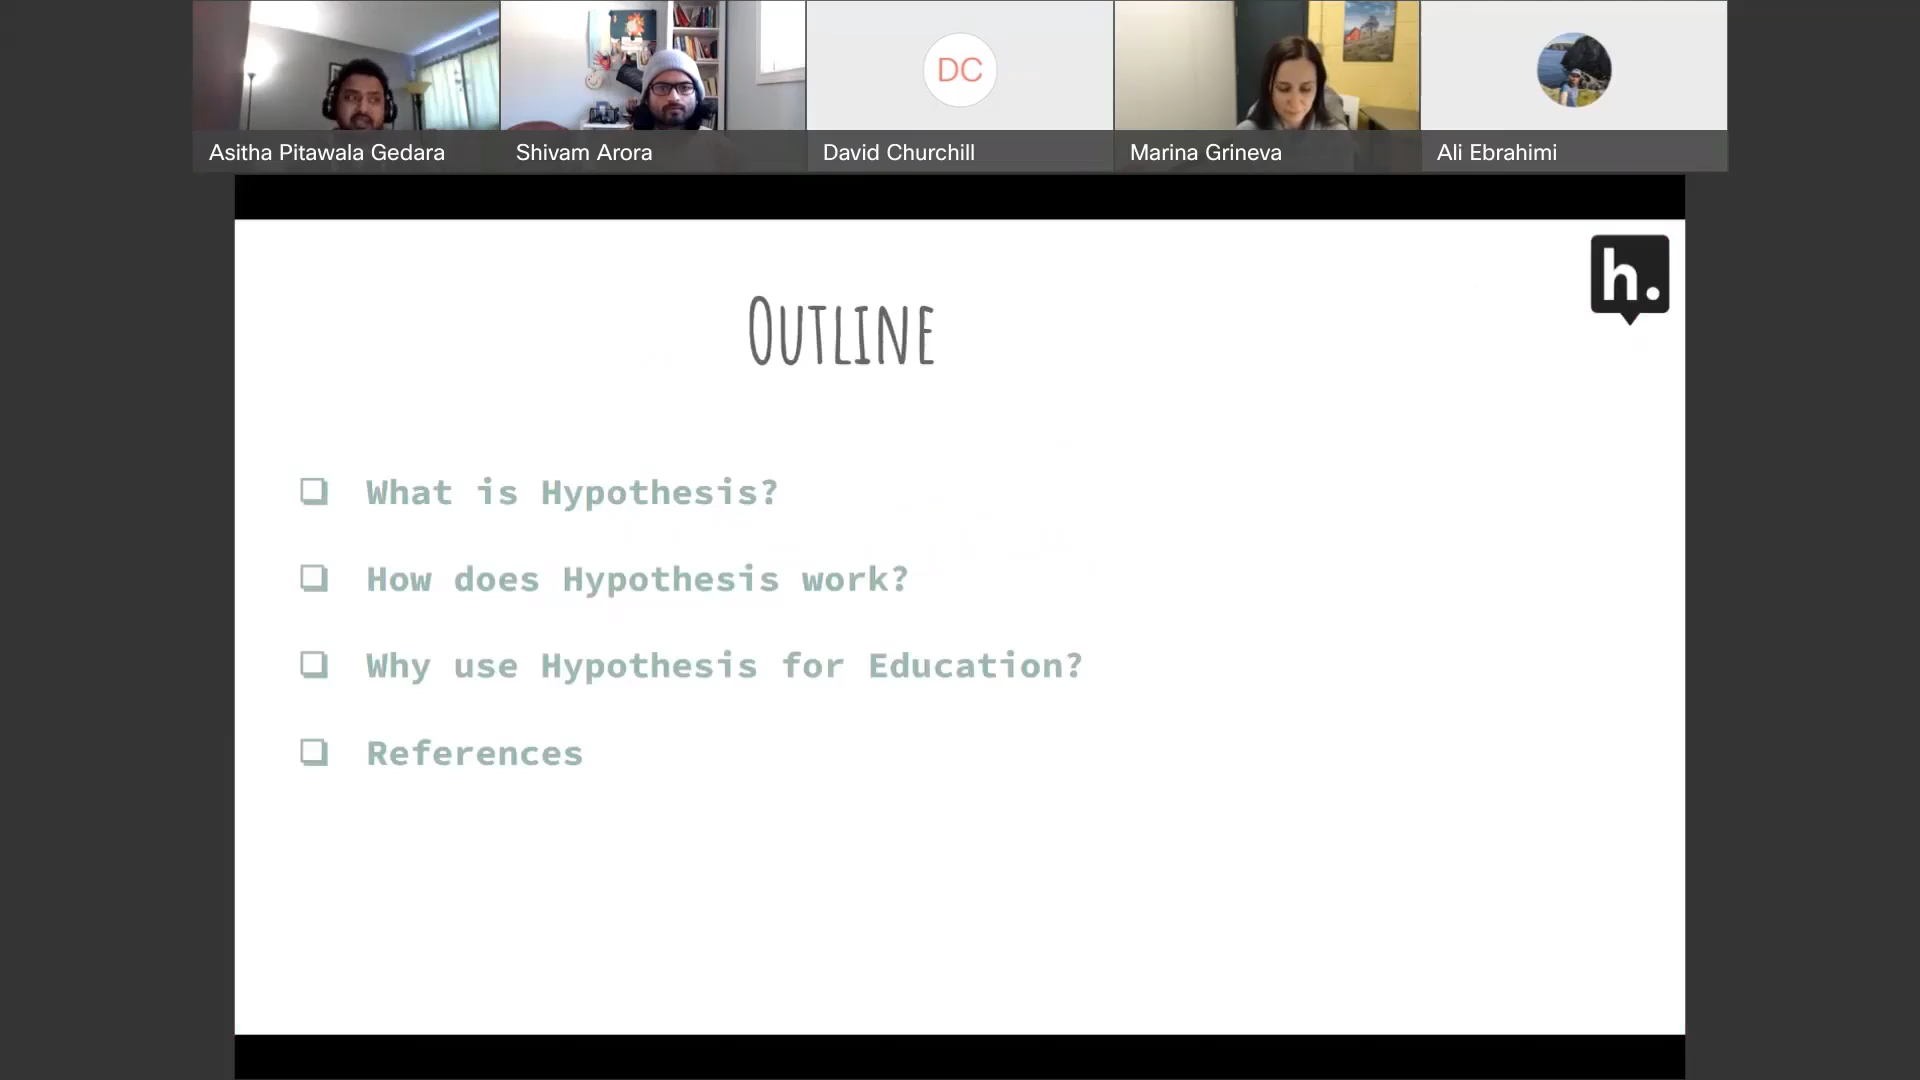 DC
Asitha Pitawala Gedara
Shivam Arora
David Churchill
Marina Grineva
Ali Ebrahimi
h.
OUTLINE
What is Hypothesis?
How does Hypothesis work?
Why use Hypothesis for Education?
References